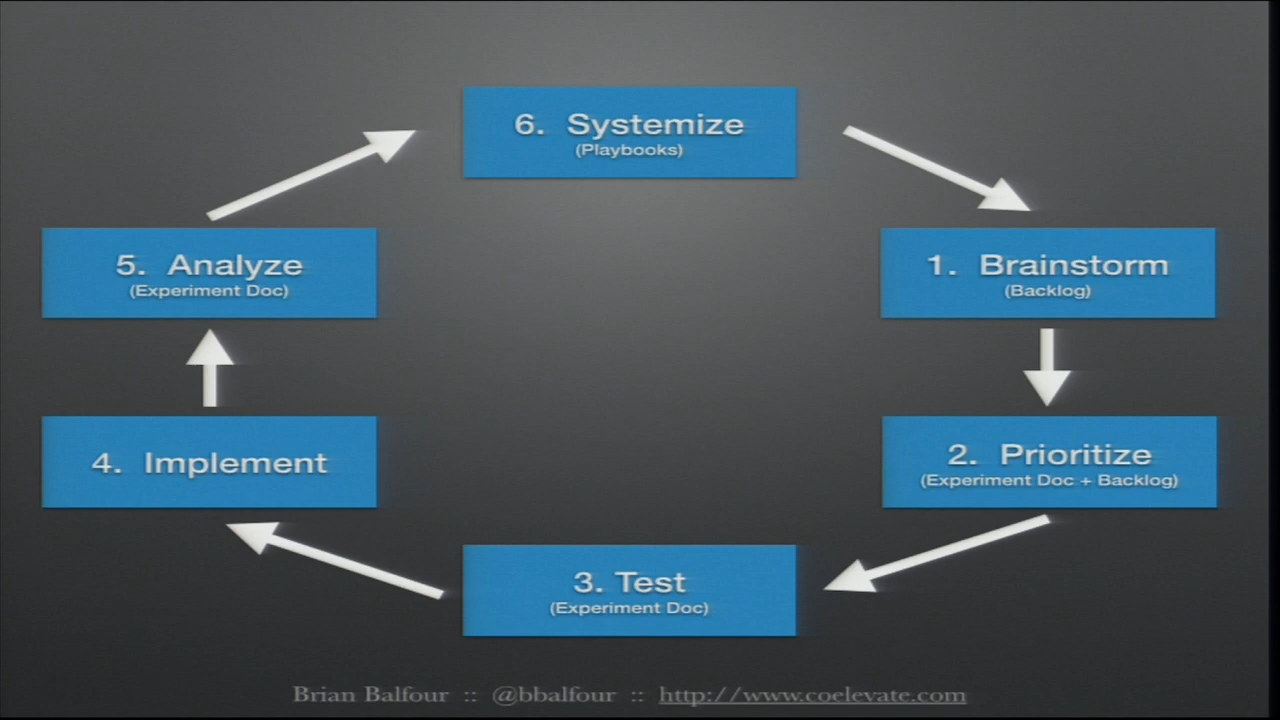 6. Systemize
(Playbooks)
5. Analyze
(Experiment Doc)
1. Brainstorm
(Backlog)
4. Implement
2. Prioritize
(Experiment Doc + Backlog)
3. Test
(Experiment Doc)
Brian Balfour :: @bbalfour :: http://www.coelevate.com